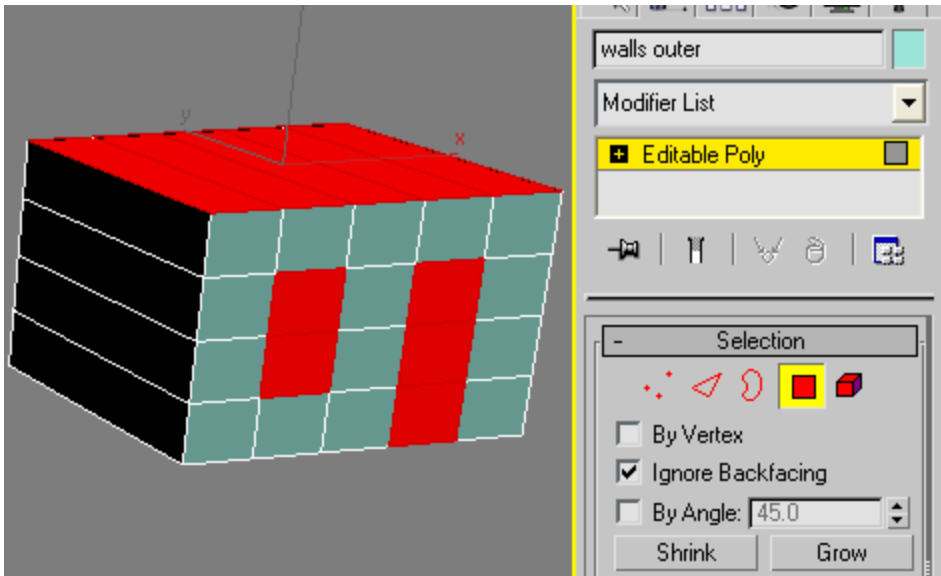 y
x
walls outer
Modifier List
Editable Poly
Selection
By Vertex
Ignore Backfacing
By Angle: 45.0
Shrink Grow